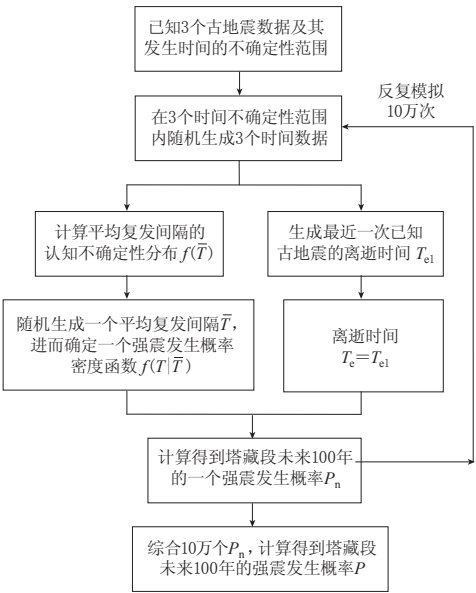 已知3个古地震数据及其
发生时间的不确定性范围
反复模拟
10万次
在3个时间不确定性范围
内随机生成3个时间数据
计算平均复发间隔的
认知不确定性分布 f(T̅)
生成最近一次已知
古地震的离逝时间 Te1
随机生成一个平均复发间隔T̅,
进而确定一个强震发生概率
密度函数 f(T|T̅)
离逝时间
Te=Te1
计算得到塔藏段未来100年
的一个强震发生概率Pn
综合10万个Pn,计算得到塔藏段
未来100年的强震发生概率P